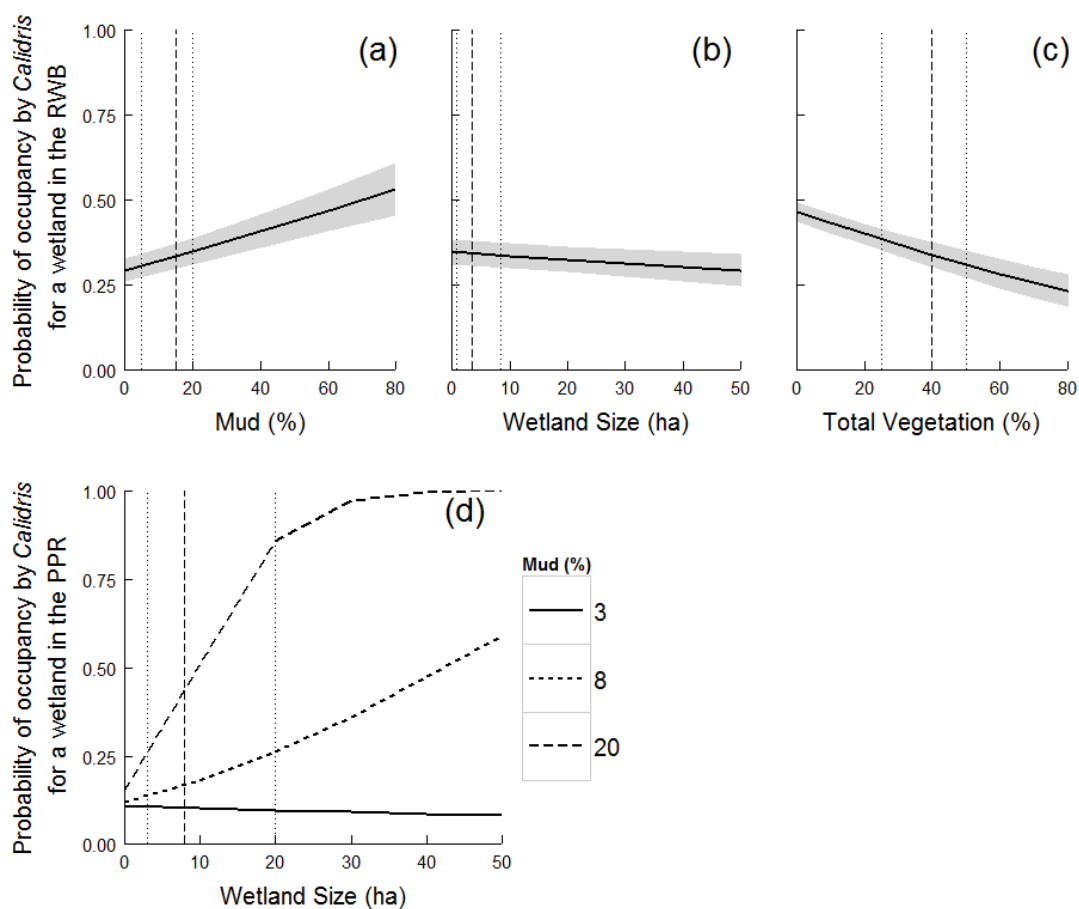 Probability of occupancy by Calidris
for a wetland in the RWB
1.00
0.75
0.50
0.25
0.00
(a)
0 20 40 60 80
Mud (%)
(b)
0 10 20 30 40 50
Wetland Size (ha)
(c)
0 20 40 60 80
Total Vegetation (%)
Probability of occupancy by Calidris
for a wetland in the PPR
1.00
0.75
0.50
0.25
0.00
(d)
0 10 20 30 40 50
Wetland Size (ha)
Mud (%)
3
8
20